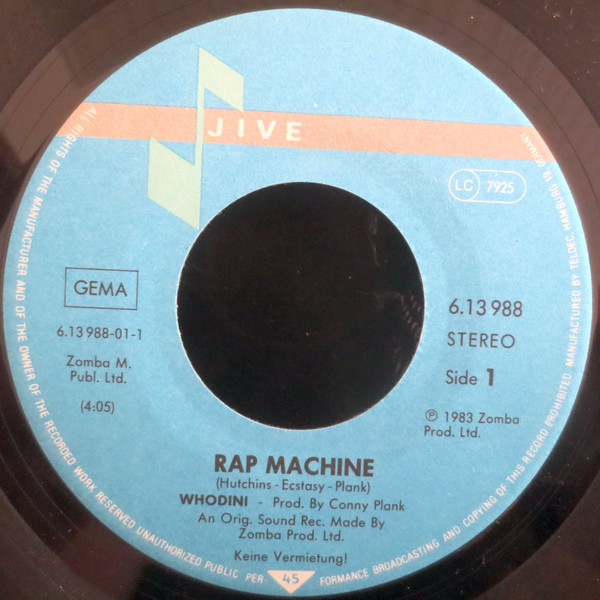 JIVE
LC 7925
GEMA
6.13 988-01-1
Zomba M.
Publ. Ltd.
(4:05)
6.13 988
STEREO
Side 1
℗ 1983 Zomba
Prod. Ltd.
RAP MACHINE
(Hutchins - Ecstasy - Plank)
WHODINI - Prod. By Conny Plank
An Orig. Sound Rec. Made By
Zomba Prod. Ltd.
Keine Vermietung!
45
ALL RIGHTS OF THE MANUFACTURER AND OF THE OWNER OF THE RECORDED WORK RESERVED UNAUTHORIZED PUBLIC PERFORMANCE BROADCASTING AND COPYING OF THIS RECORD PROHIBITED MANUFACTURED BY TELDEC, HAMBURG 19 GERMANY